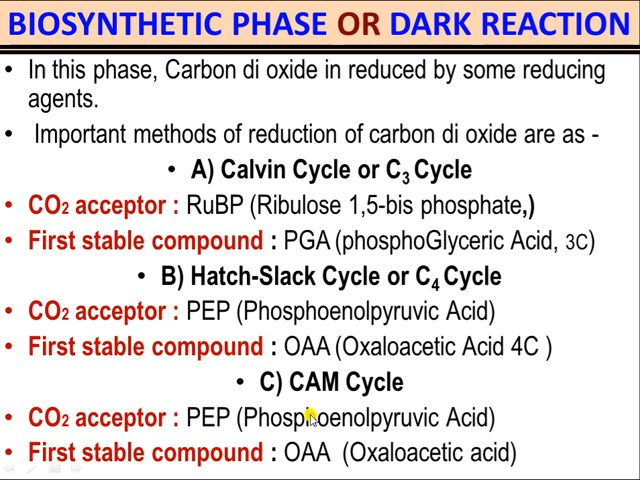 BIOSYNTHETIC PHASE OR DARK REACTION
• In this phase, Carbon di oxide in reduced by some reducing
agents.
• Important methods of reduction of carbon di oxide are as -
• A) Calvin Cycle or C₃ Cycle
• CO₂ acceptor : RuBP (Ribulose 1,5-bis phosphate,)
• First stable compound : PGA (phosphoGlyceric Acid, 3C)
• B) Hatch-Slack Cycle or C₄ Cycle
• CO₂ acceptor : PEP (Phosphoenolpyruvic Acid)
• First stable compound : OAA (Oxaloacetic Acid 4C )
• C) CAM Cycle
• CO₂ acceptor : PEP (Phosphoenolpyruvic Acid)
• First stable compound : OAA (Oxaloacetic acid)